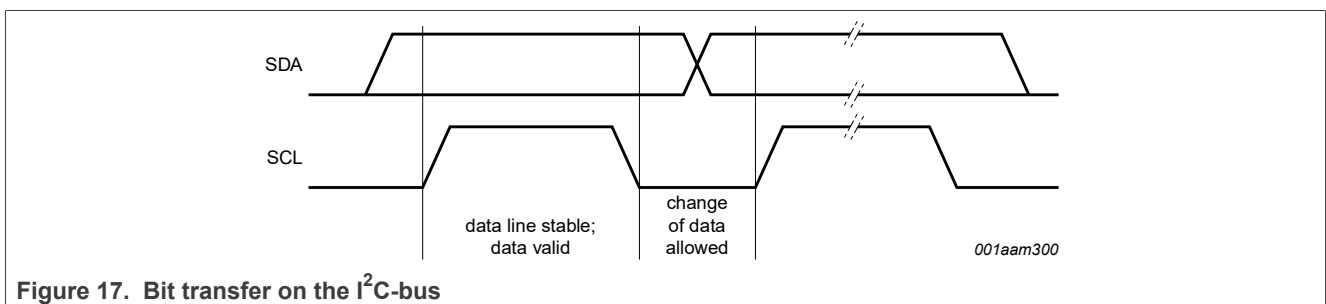 SDA
SCL
data line stable;
data valid
change
of data
allowed
001aam300
Figure 17. Bit transfer on the I²C-bus